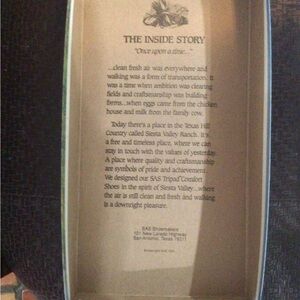 THE INSIDE STORY
"Once upon a time..."
...clean fresh air was everywhere and
walking was a form of transportation. It
was a time when ambition was clearing
fields and craftsmanship was building
farms...when eggs came from the chicken
house and milk from the family cow.
Today there's a place in the Texas Hill
Country called Siesta Valley Ranch. It's
a free and timeless place, where we can
stay in touch with the values of yesterday.
A place where quality and craftsmanship
are symbols of pride and achievement.
We designed our SAS Tripad Comfort
Shoes in the spirit of Siesta Valley...where
the air is still clean and fresh and walking
is a downright pleasure.
SAS Shoemakers
101 New Laredo Highway
San Antonio, Texas 78211